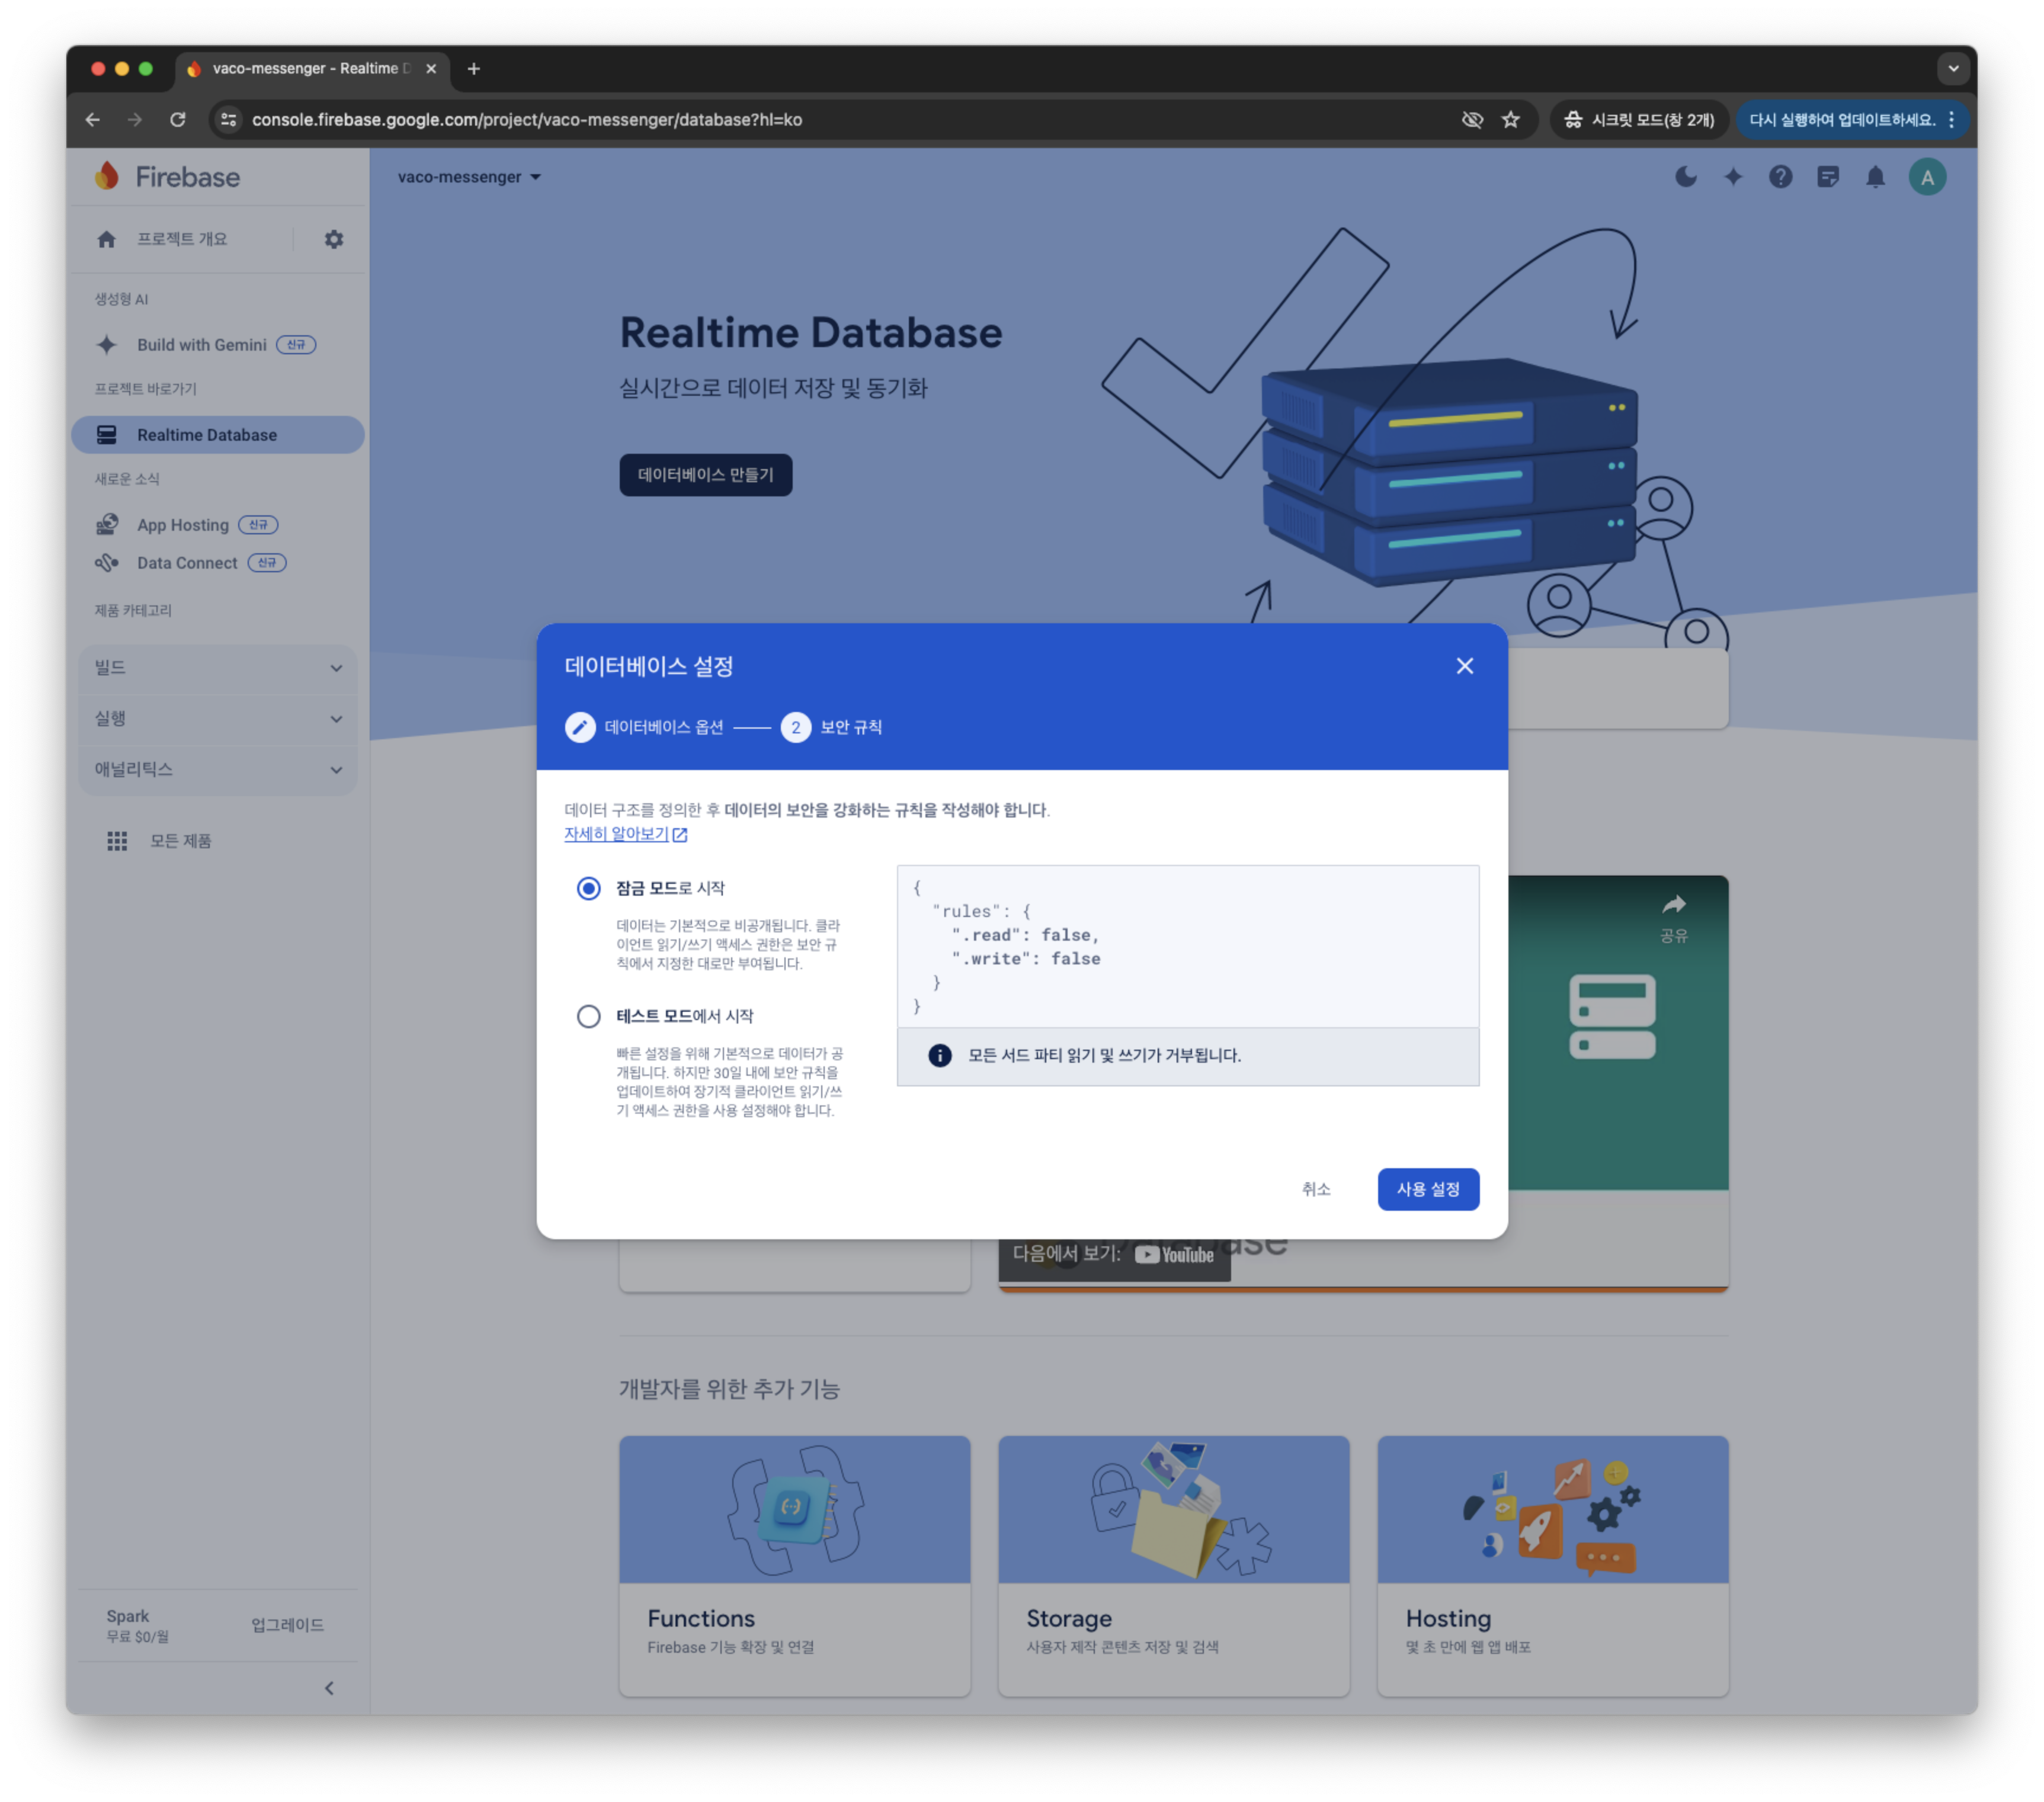 vaco-messenger - Realtime D
console.firebase.google.com/project/vaco-messenger/database?hl=ko
시크릿 모드(창 2개)
다시 실행하여 업데이트하세요.
Firebase
vaco-messenger
A
프로젝트 개요
생성형 AI
Build with Gemini 신규
프로젝트 바로가기
Realtime Database
새로운 소식
App Hosting 신규
Data Connect 신규
제품 카테고리
빌드
실행
애널리틱스
모든 제품
Spark
무료 $0/월
업그레이드
Realtime Database
실시간으로 데이터 저장 및 동기화
데이터베이스 만들기
데이터베이스 설정
데이터베이스 옵션
2 보안 규칙
데이터 구조를 정의한 후 데이터의 보안을 강화하는 규칙을 작성해야 합니다.
자세히 알아보기
잠금 모드로 시작
데이터는 기본적으로 비공개됩니다. 클라
이언트 읽기/쓰기 액세스 권한은 보안 규
칙에서 지정한 대로만 부여됩니다.
테스트 모드에서 시작
빠른 설정을 위해 기본적으로 데이터가 공
개됩니다. 하지만 30일 내에 보안 규칙을
업데이트하여 장기적 클라이언트 읽기/쓰
기 액세스 권한을 사용 설정해야 합니다.
{
"rules": {
".read": false,
".write": false
}
}
모든 서드 파티 읽기 및 쓰기가 거부됩니다.
취소
사용 설정
공유
다음에서 보기: YouTube
개발자를 위한 추가 기능
Functions
Firebase 기능 확장 및 연결
Storage
사용자 제작 콘텐츠 저장 및 검색
Hosting
몇 초 만에 웹 앱 배포